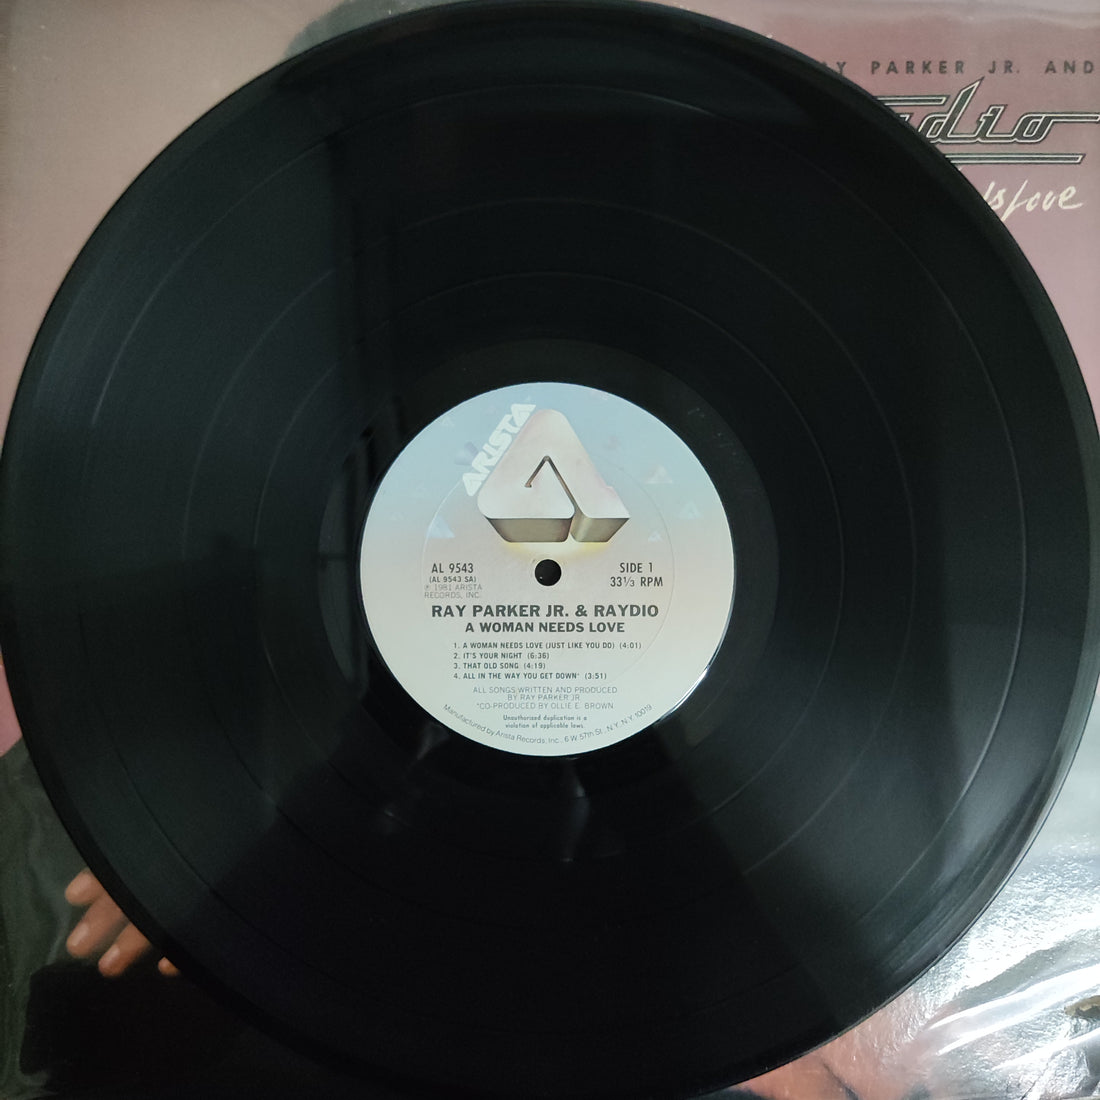 PARKER JR. AND
ARISTA
AL 9543
(AL 9543 SA)
℗ 1981 ARISTA
RECORDS, INC.
SIDE 1
33⅓ RPM
RAY PARKER JR. & RAYDIO
A WOMAN NEEDS LOVE
1. A WOMAN NEEDS LOVE (JUST LIKE YOU DO) (4:01)
2. IT'S YOUR NIGHT (6:36)
3. THAT OLD SONG (4:19)
4. ALL IN THE WAY YOU GET DOWN* (3:51)
ALL SONGS WRITTEN AND PRODUCED
BY RAY PARKER JR
*CO-PRODUCED BY OLLIE E. BROWN
Unauthorized duplication is a
violation of applicable laws.
Manufactured by Arista Records, Inc., 6 W. 57th St., N.Y. N.Y. 10019